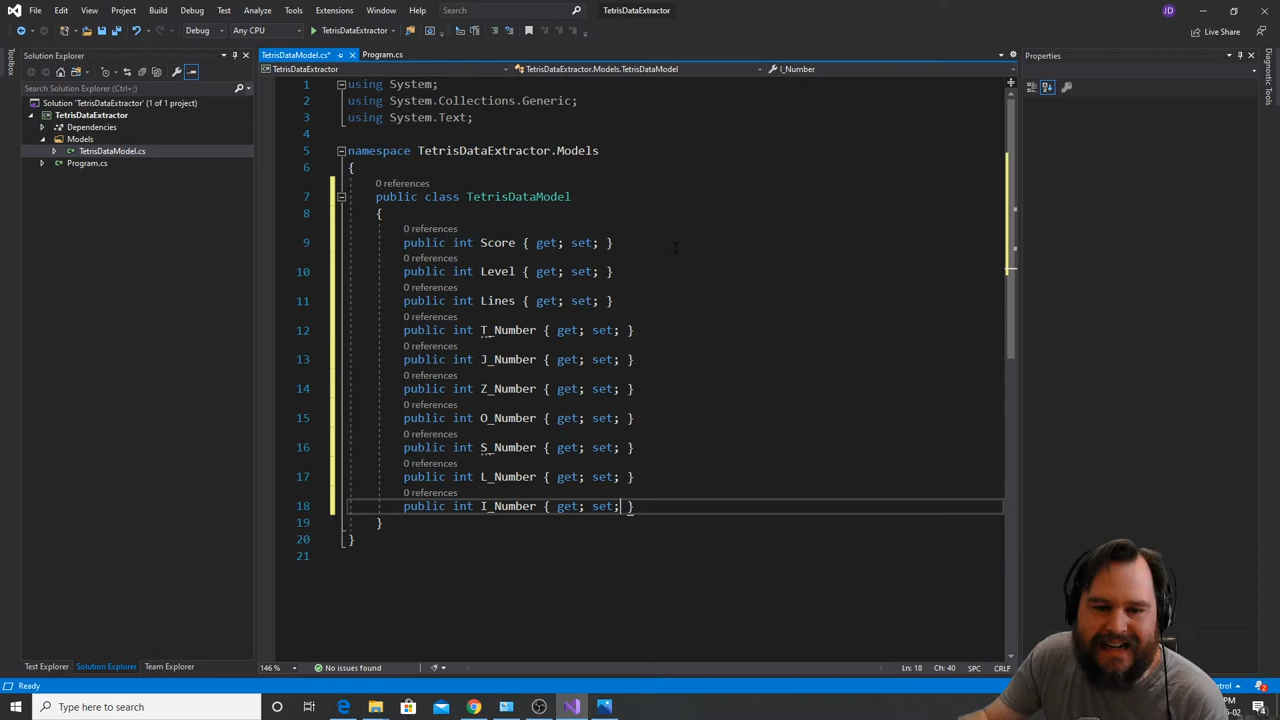 File Edit View Project Build Debug Test Analyze Tools Extensions Window Help Search TetrisDataExtractor JD
Debug Any CPU TetrisDataExtractor Live Share
Toolbox
Solution Explorer
Search Solution Explorer
Solution 'TetrisDataExtractor' (1 of 1 project)
TetrisDataExtractor
Dependencies
Models
TetrisDataModel.cs
Program.cs
Test Explorer Solution Explorer Team Explorer
TetrisDataModel.cs* Program.cs
TetrisDataExtractor TetrisDataExtractor.Models.TetrisDataModel I_Number
1 using System;
2 using System.Collections.Generic;
3 using System.Text;
4
5 namespace TetrisDataExtractor.Models
6 {
0 references
7 public class TetrisDataModel
8 {
0 references
9 public int Score { get; set; }
0 references
10 public int Level { get; set; }
0 references
11 public int Lines { get; set; }
0 references
12 public int T_Number { get; set; }
0 references
13 public int J_Number { get; set; }
0 references
14 public int Z_Number { get; set; }
0 references
15 public int O_Number { get; set; }
0 references
16 public int S_Number { get; set; }
0 references
17 public int L_Number { get; set; }
0 references
18 public int I_Number { get; set; }
19 }
20 }
21
146 % No issues found Ln: 18 Ch: 40 SPC CRLF
Properties
Diagnostic Tools
Ready 2
Type here to search